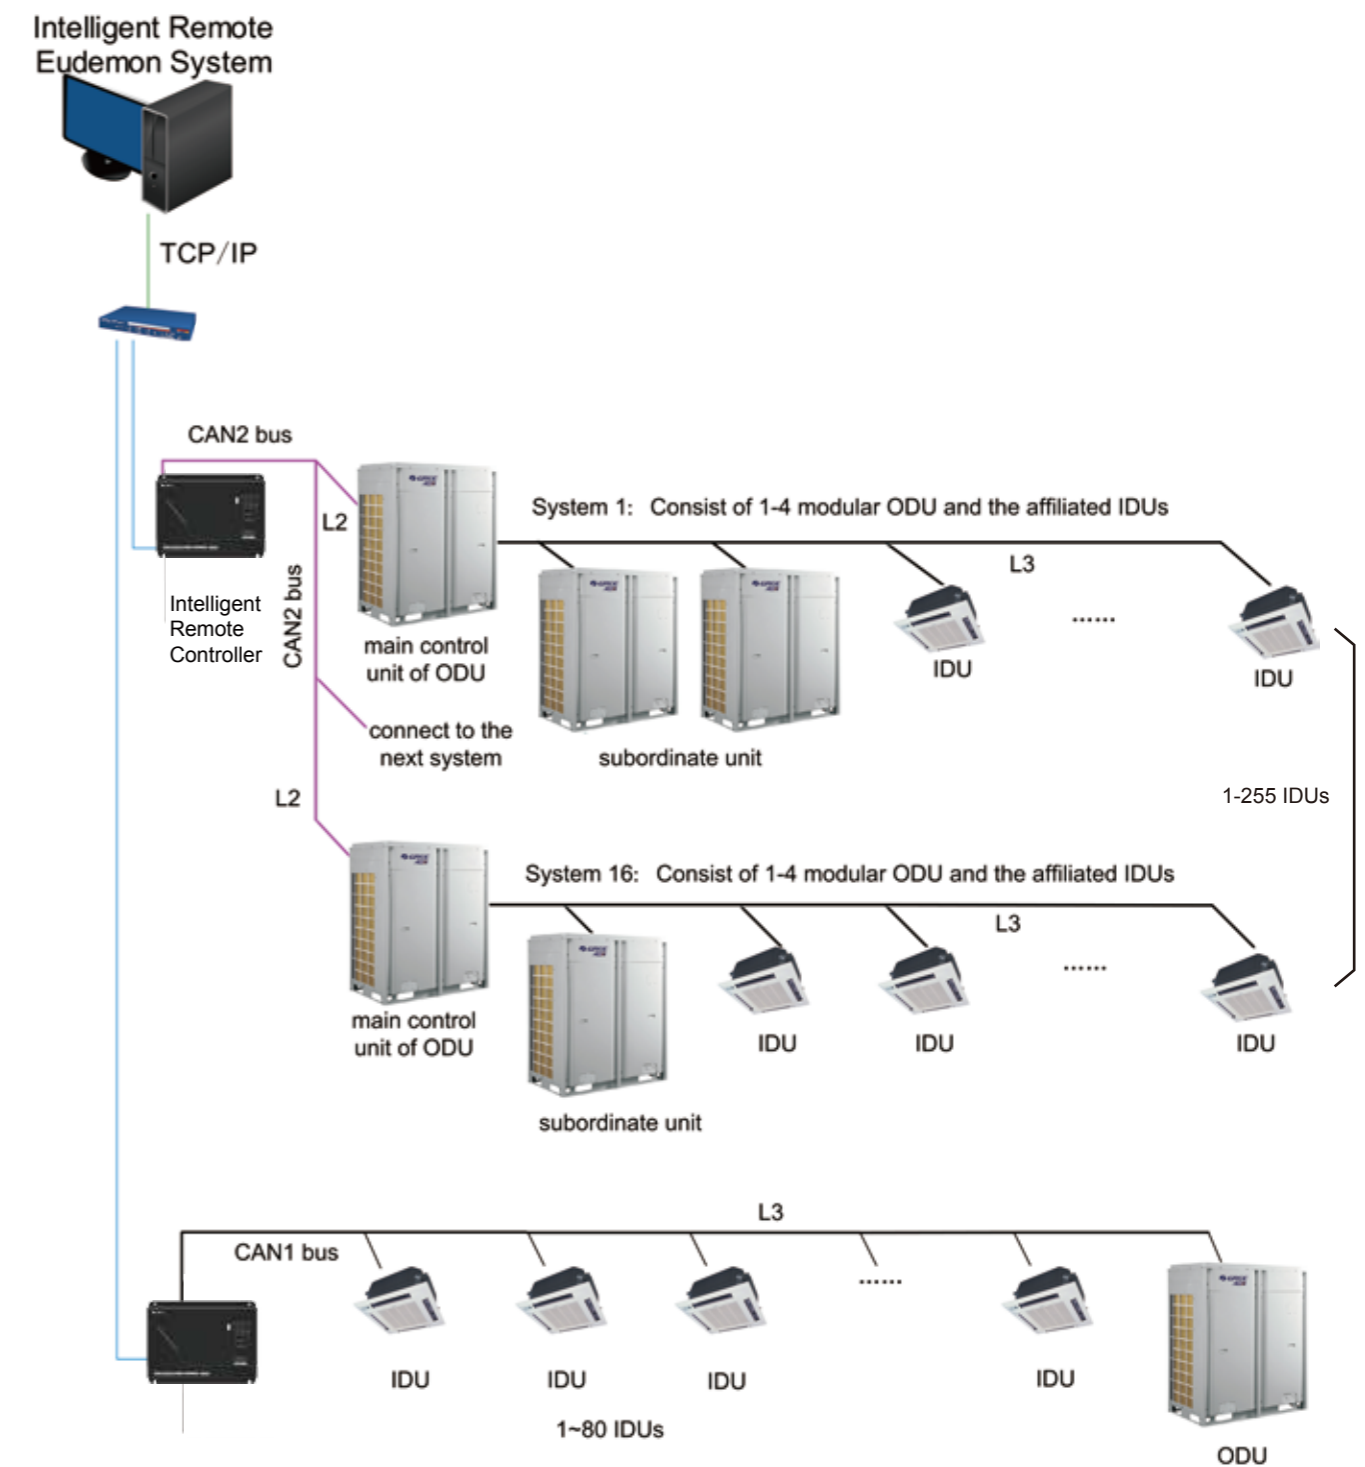 Intelligent Remote
Eudemon System
TCP/IP
CAN2 bus
L2
System 1: Consist of 1-4 modular ODU and the affiliated IDUs
L3
Intelligent
Remote
Controller
CAN2 bus
main control
unit of ODU
IDU
......
IDU
connect to the
next system
subordinate unit
L2
1-255 IDUs
System 16: Consist of 1-4 modular ODU and the affiliated IDUs
L3
......
main control
unit of ODU
IDU
IDU
IDU
subordinate unit
L3
CAN1 bus
......
IDU
IDU
IDU
IDU
1~80 IDUs
ODU